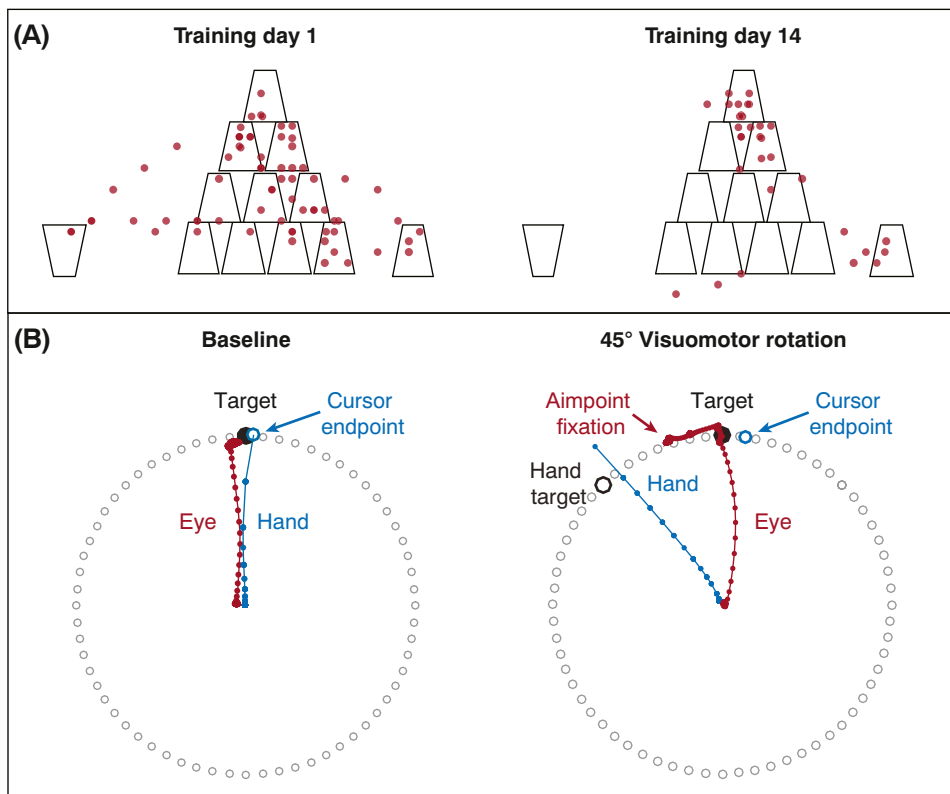 (A)
Training day 1
Training day 14
(B)
Baseline
45° Visuomotor rotation
Target
Cursor
endpoint
Eye
Hand
Aimpoint
fixation
Target
Cursor
endpoint
Hand
target
Hand
Eye